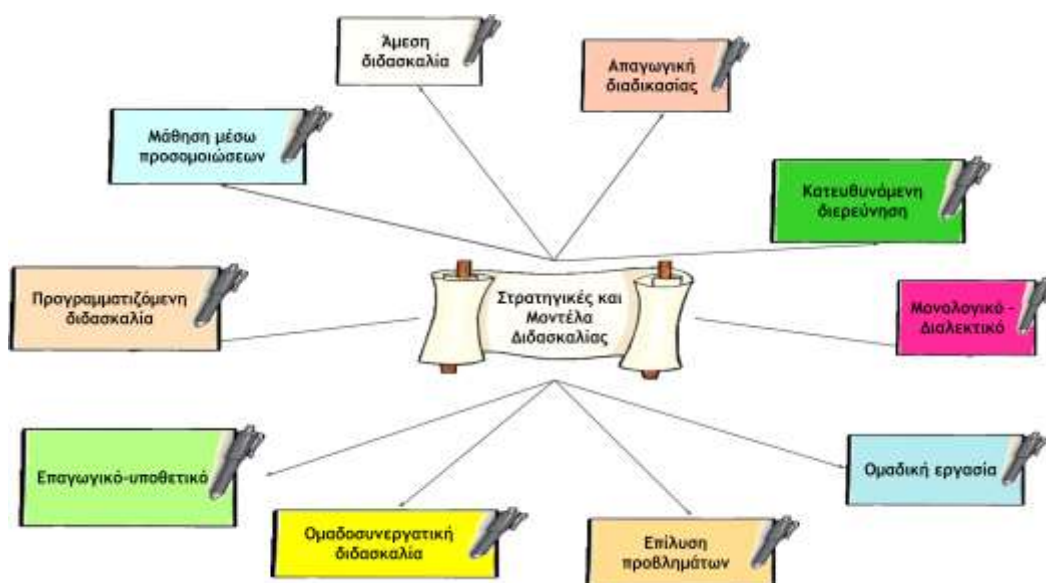 Άμεση
διδασκαλία
Απαγωγική
διαδικασίας
Μάθηση μέσω
προσομοιώσεων
Κατευθυνόμενη
διερεύνηση
Προγραμματιζόμενη
διδασκαλία
Στρατηγικές και
Μοντέλα
Διδασκαλίας
Μονολογικό -
Διαλεκτικό
Επαγωγικό-υποθετικό
Ομαδική εργασία
Ομαδοσυνεργατική
διδασκαλία
Επίλυση
προβλημάτων